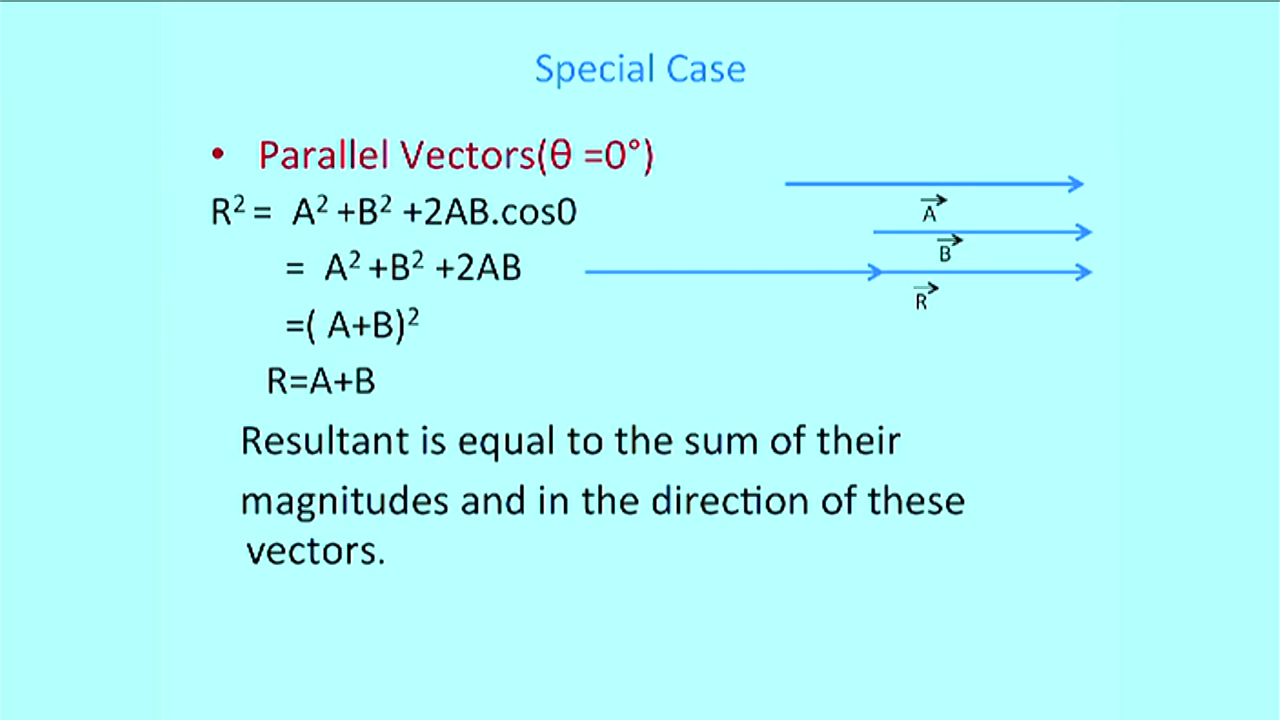 Special Case
• Parallel Vectors(θ =0°)
R² = A² +B² +2AB.cos0
A⃗
= A² +B² +2AB
B⃗
=( A+B)²
R⃗
R=A+B
Resultant is equal to the sum of their
magnitudes and in the direction of these
vectors.